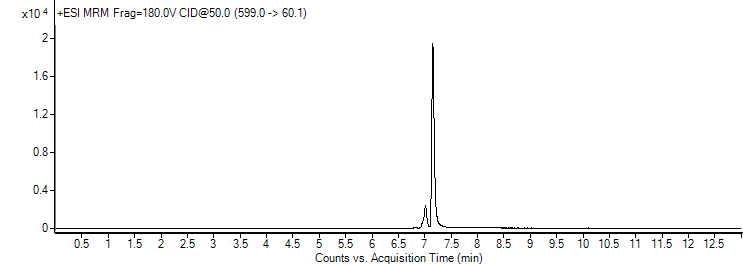 x10 4 +ESI MRM Frag=180.0V CID@50.0 (599.0 -> 60.1)
2
1.6
1.2
0.8
0.4
0
0.5 1 1.5 2 2.5 3 3.5 4 4.5 5 5.5 6 6.5 7 7.5 8 8.5 9 9.5 10 10.5 11 11.5 12 12.5
Counts vs. Acquisition Time (min)